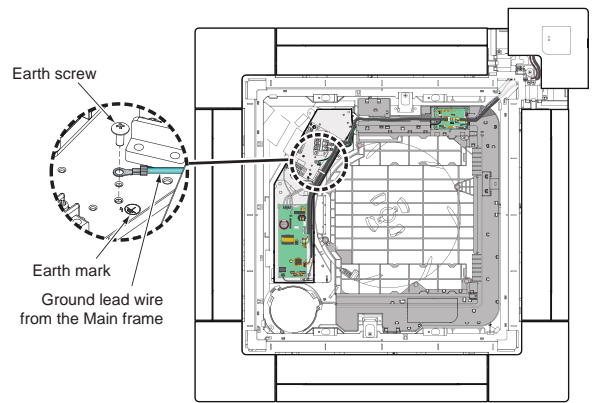 Earth screw
Earth mark
Ground lead wire
from the Main frame